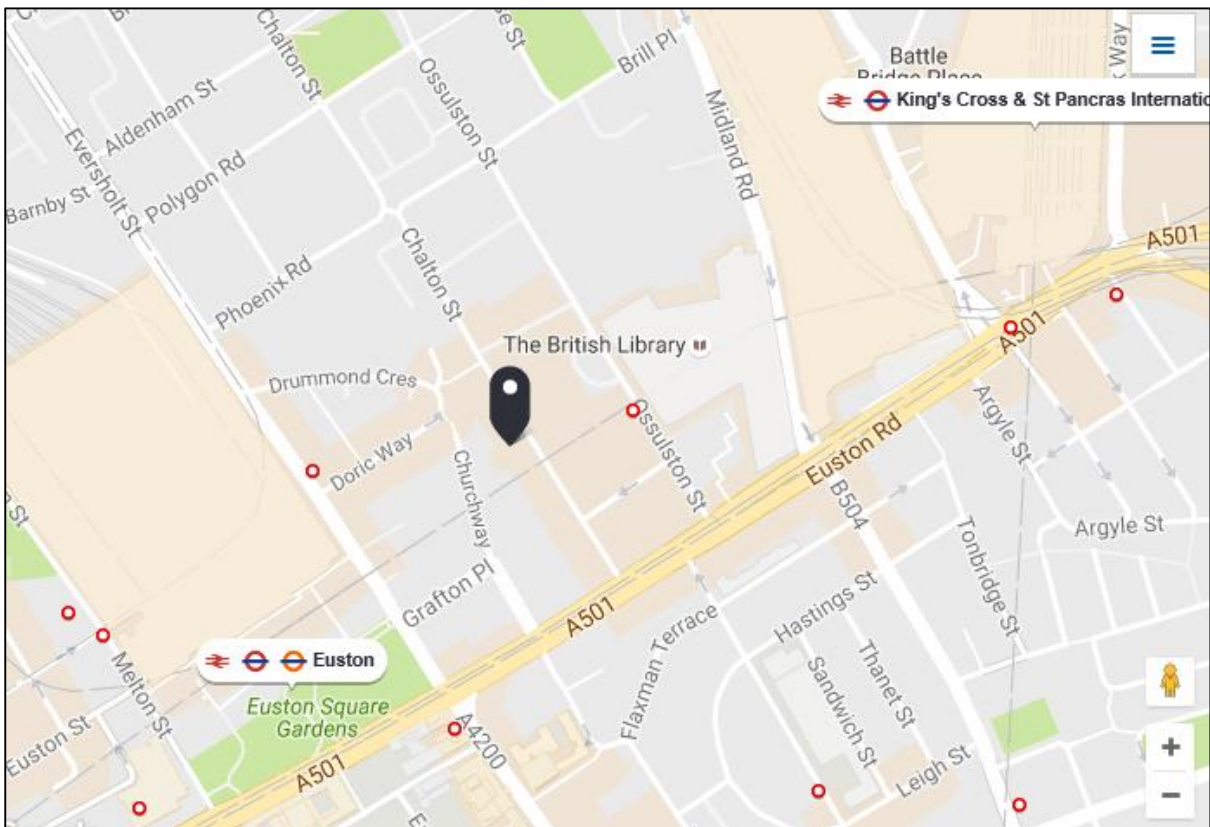 Chalton St
Ossulston St
Brill Pl
Battle
Bridge Place
King's Cross & St Pancras Internatio
k Way
Aldenham St
Eversholt St
Polygon Rd
Barnby St
Midland Rd
Phoenix Rd
Chalton St
A501
The British Library
A501
Drummond Cres
Doric Way
Churchway
Ossulston St
Euston Rd
Argyle St
B504
Argyle St
Tonbridge St
Grafton Pl
A501
Flaxman Terrace
Hastings St
Thanet St
Sandwich St
Leigh St
Euston
Melton St
Euston Square
Gardens
Euston St
A4200
A501
+
−